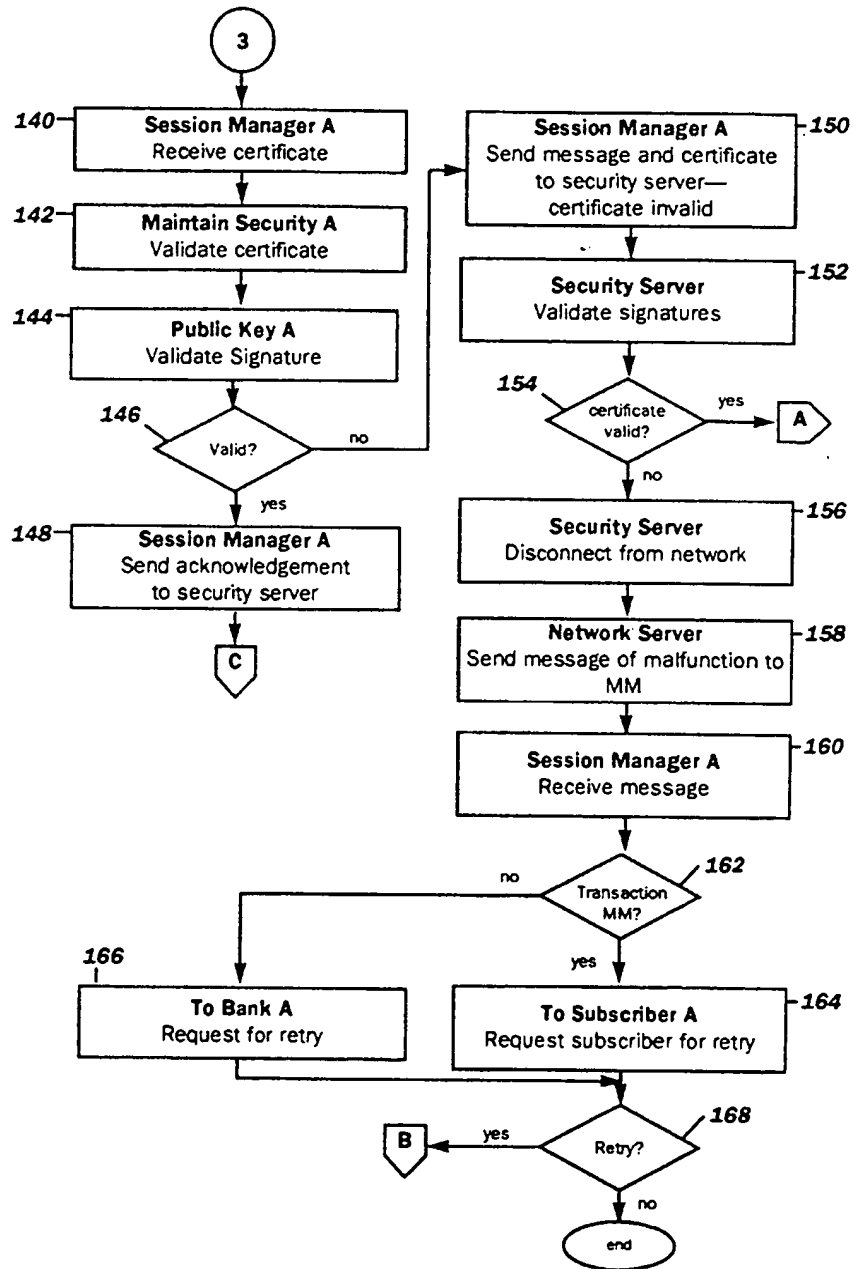 3
140
Session Manager A
Receive certificate
142
Maintain Security A
Validate certificate
144
Public Key A
Validate Signature
146
Valid?
no
yes
148
Session Manager A
Send acknowledgement
to security server
C
150
Session Manager A
Send message and certificate
to security server—
certificate invalid
152
Security Server
Validate signatures
154
certificate
valid?
yes
A
no
156
Security Server
Disconnect from network
158
Network Server
Send message of malfunction to
MM
160
Session Manager A
Receive message
162
Transaction
MM?
no
yes
166
To Bank A
Request for retry
164
To Subscriber A
Request subscriber for retry
168
Retry?
yes
B
no
end